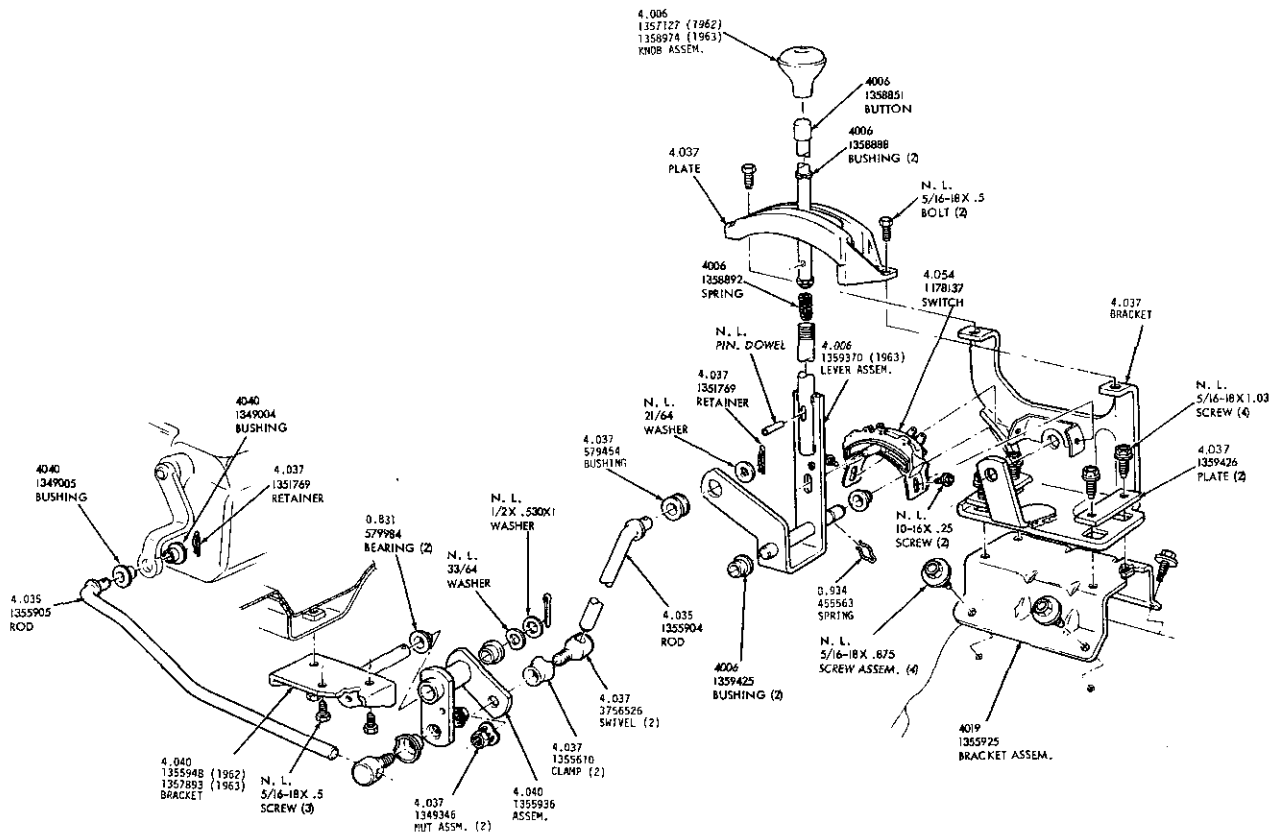 4.006
1357127 (1962)
1358974 (1963)
KNOB ASSEM.
4006
1358851
BUTTON
4006
1358888
BUSHING (2)
4.037
PLATE
N. L.
5/16-18X .5
BOLT (2)
4006
1358892
SPRING
4.054
1178137
SWITCH
4.037
BRACKET
N. L.
PIN. DOWEL
4.006
1359370 (1963)
LEVER ASSEM.
4.037
1351769
RETAINER
N. L.
5/16-18X1.03
SCREW (4)
N. L.
21/64
WASHER
4040
1349004
BUSHING
4.037
579454
BUSHING
4.037
1359426
PLATE (2)
4040
1349005
BUSHING
4.037
1351769
RETAINER
N. L.
1/2X .530X1
WASHER
0.831
579984
BEARING (2)
N. L.
33/64
WASHER
N. L.
10-16X .25
SCREW (2)
4.035
1355905
ROD
4.035
1355904
ROD
0.934
455563
SPRING
4006
1359425
BUSHING (2)
N. L.
5/16-18X .875
SCREW ASSEM. (4)
4.037
3756526
SWIVEL (2)
4019
1355925
BRACKET ASSEM.
4.037
1355670
CLAMP (2)
4.040
1355948 (1962)
1357893 (1963)
BRACKET
N. L.
5/16-18X .5
SCREW (3)
4.037
1349346
NUT ASSM. (2)
4.040
1355936
ASSEM.